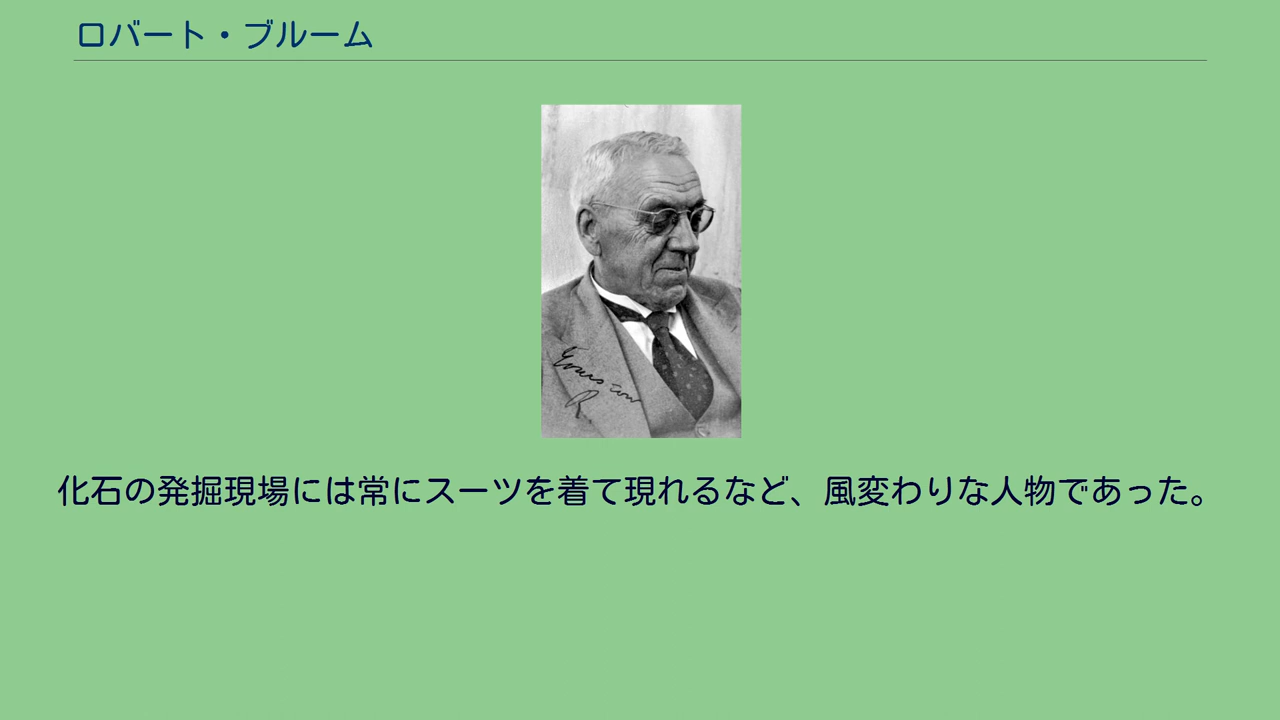 ロバート・ブルーム
Yours
R.
化石の発掘現場には常にスーツを着て現れるなど、風変わりな人物であった。